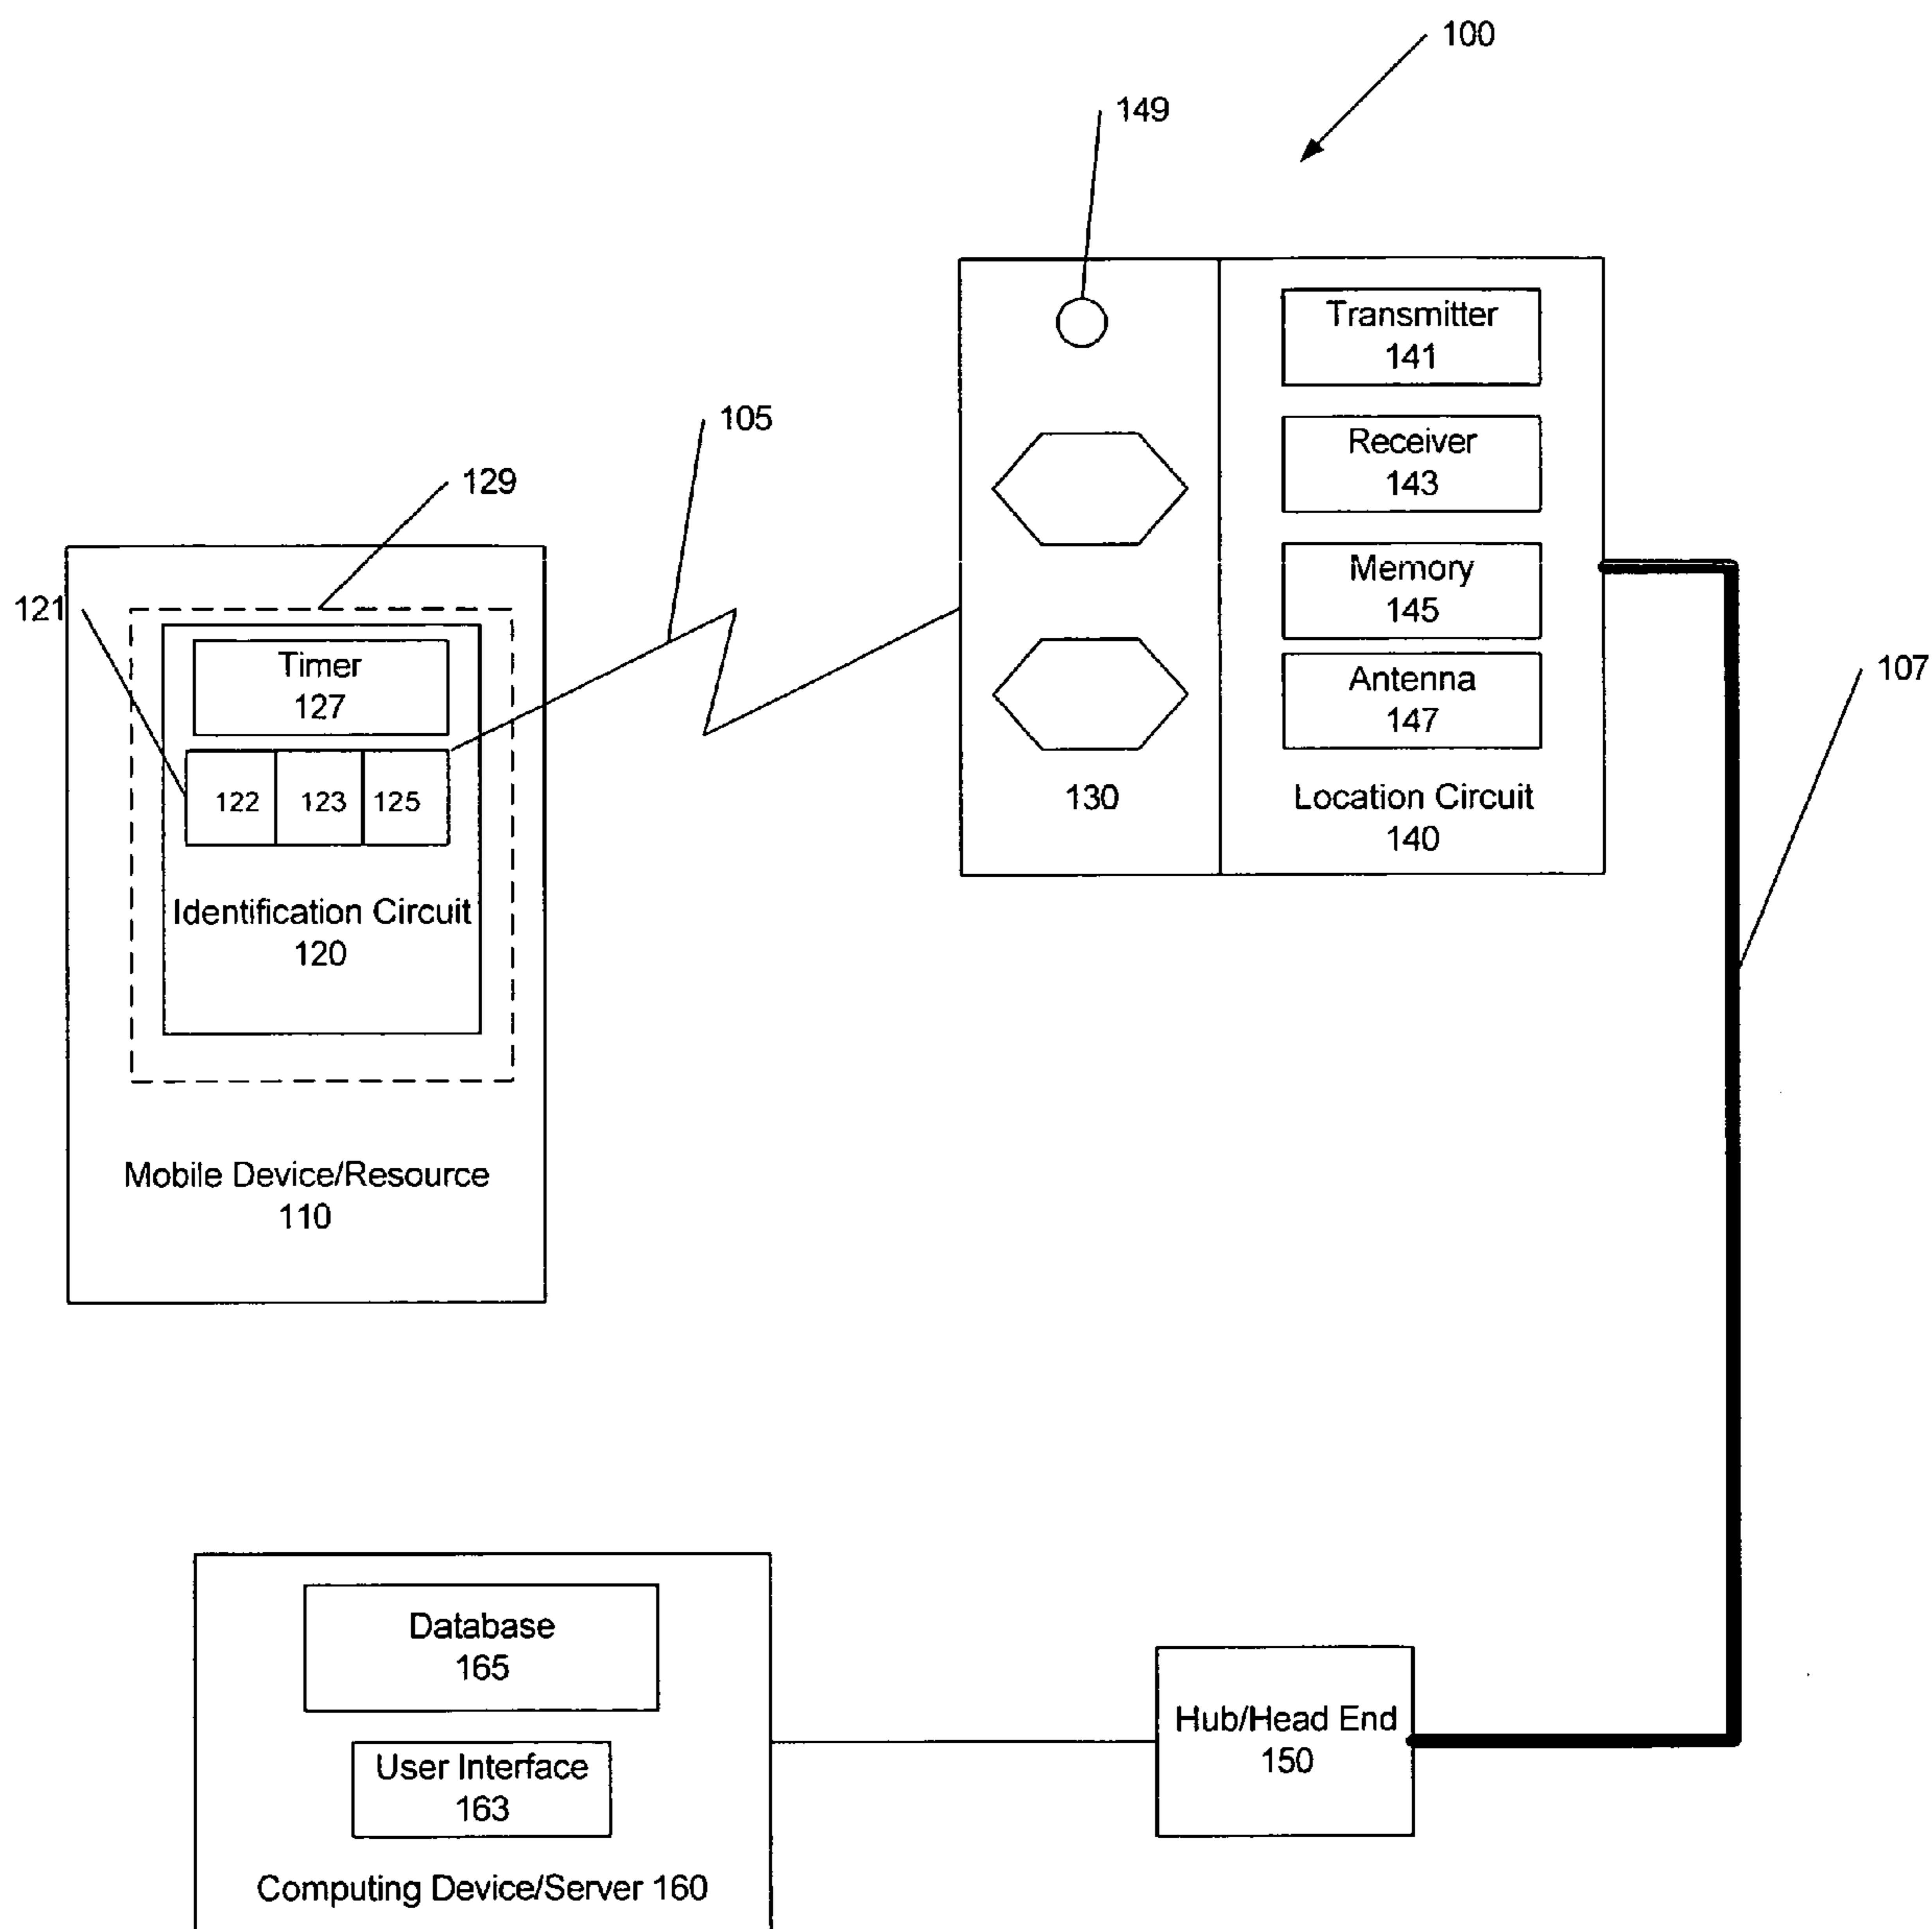 100
149
105
129
121
107
Transmitter
141
Receiver
143
Memory
145
Antenna
147
130
Location Circuit
140
Timer
127
122 123 125
Identification Circuit
120
Mobile Device/Resource
110
Database
165
User Interface
163
Computing Device/Server 160
Hub/Head End
150